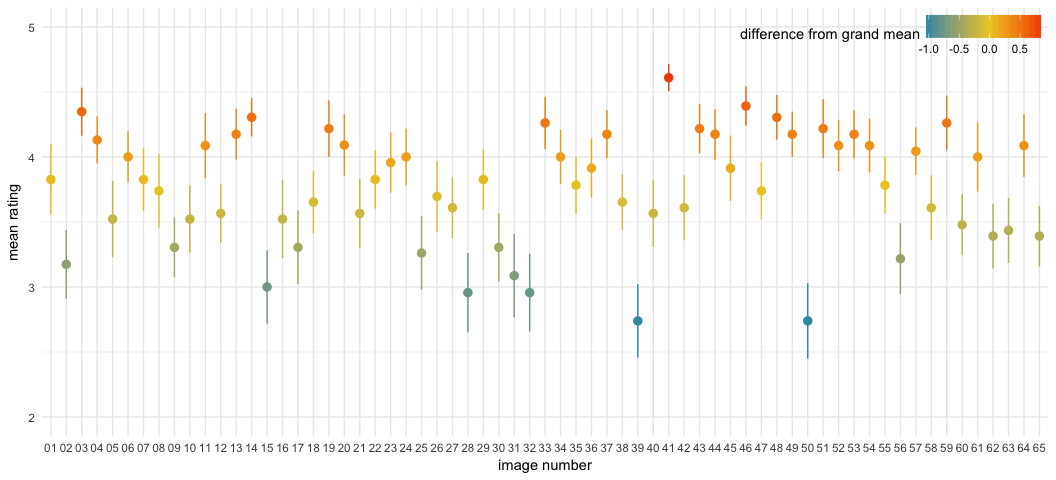 5
difference from grand mean
-1.0 -0.5 0.0 0.5
4
mean rating
3
2
01 02 03 04 05 06 07 08 09 10 11 12 13 14 15 16 17 18 19 20 21 22 23 24 25 26 27 28 29 30 31 32 33 34 35 36 37 38 39 40 41 42 43 44 45 46 47 48 49 50 51 52 53 54 55 56 57 58 59 60 61 62 63 64 65
image number